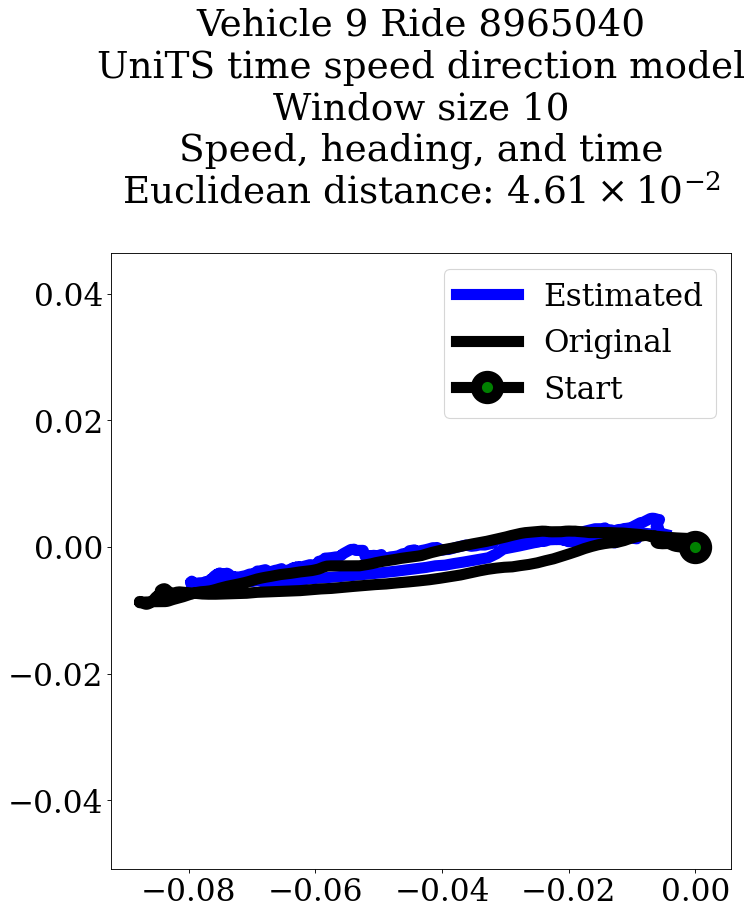 Vehicle 9 Ride 8965040
UniTS time speed direction model
Window size 10
Speed, heading, and time
Euclidean distance: 4.61 × 10⁻²
Estimated
Original
Start
0.04
0.02
0.00
−0.02
−0.04
−0.08 −0.06 −0.04 −0.02 0.00